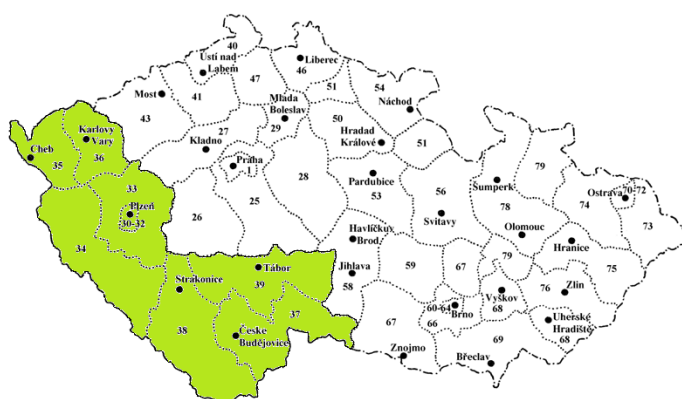 40
Ústí nad
Labem
Liberec
46
47
51
54
Most
41
Mladá
Boleslav
Náchod
43
27
29
50
Karlovy
Vary
Kladno
Hradad
Králové
51
Cheb
35
36
Praha
1
79
33
28
Pardubice
53
56
Šumperk
Ostrava
70-72
Plzeň
30-32
26
25
78
74
Svitavy
73
34
Havlíčkův
Brod
Olomouc
Hranice
Tábor
39
Jihlava
58
59
67
79
75
Strakonice
76
Zlín
60-64
Brno
Vyškov
68
37
38
České
Budějovice
67
66
Uherské
Hradiště
68
69
Znojmo
Břeclav